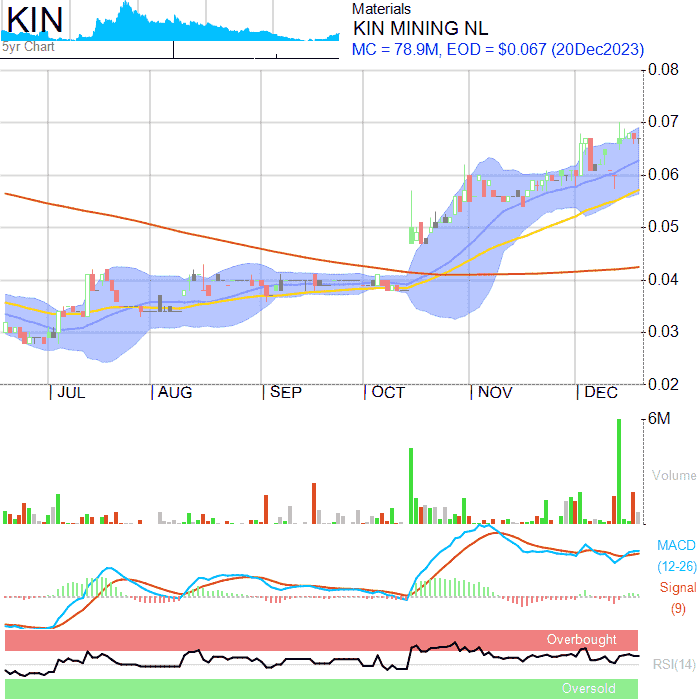 KIN
5yr Chart
Materials
KIN MINING NL
MC = 78.9M, EOD = $0.067 (20Dec2023)
0.08
0.07
0.06
0.05
0.04
0.03
0.02
JUL AUG SEP OCT NOV DEC
6M
Volume
MACD
(12-26)
Signal
(9)
Overbought
RSI(14)
Oversold